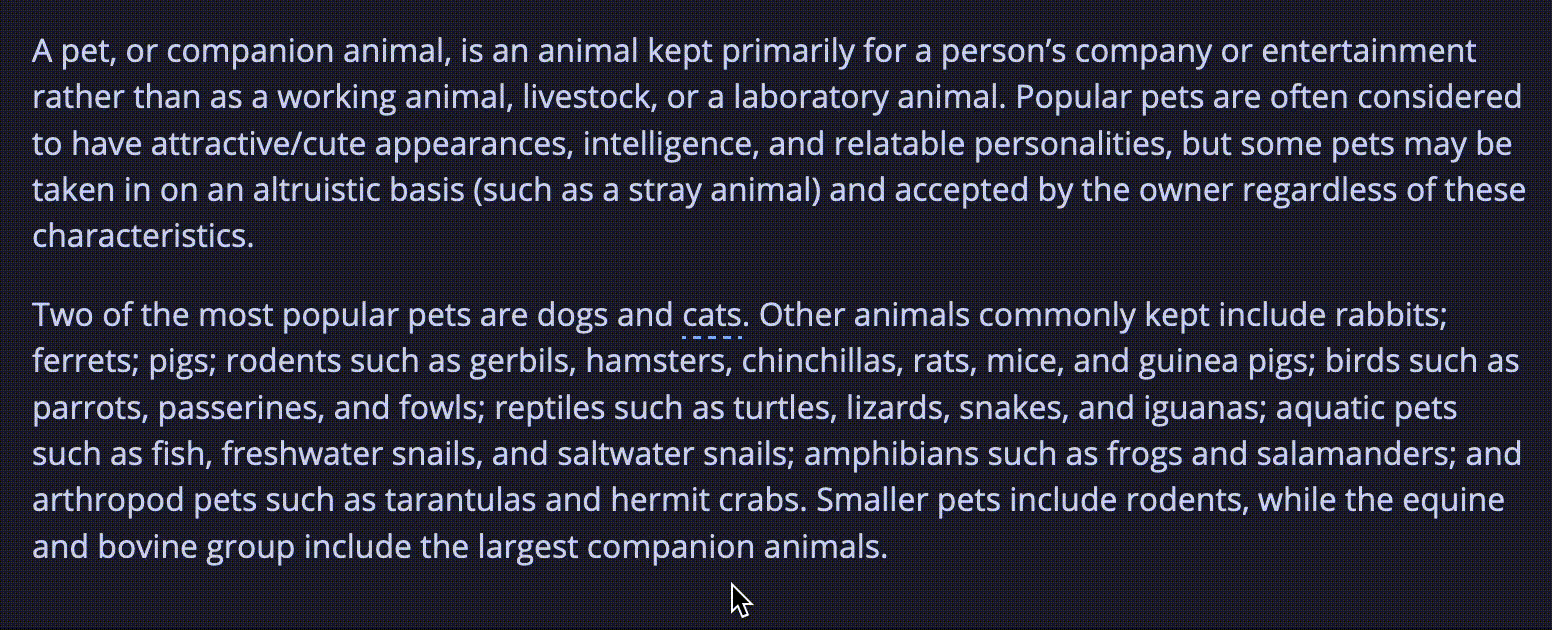 A pet, or companion animal, is an animal kept primarily for a person’s company or entertainment
rather than as a working animal, livestock, or a laboratory animal. Popular pets are often considered
to have attractive/cute appearances, intelligence, and relatable personalities, but some pets may be
taken in on an altruistic basis (such as a stray animal) and accepted by the owner regardless of these
characteristics.
Two of the most popular pets are dogs and cats. Other animals commonly kept include rabbits;
ferrets; pigs; rodents such as gerbils, hamsters, chinchillas, rats, mice, and guinea pigs; birds such as
parrots, passerines, and fowls; reptiles such as turtles, lizards, snakes, and iguanas; aquatic pets
such as fish, freshwater snails, and saltwater snails; amphibians such as frogs and salamanders; and
arthropod pets such as tarantulas and hermit crabs. Smaller pets include rodents, while the equine
and bovine group include the largest companion animals.